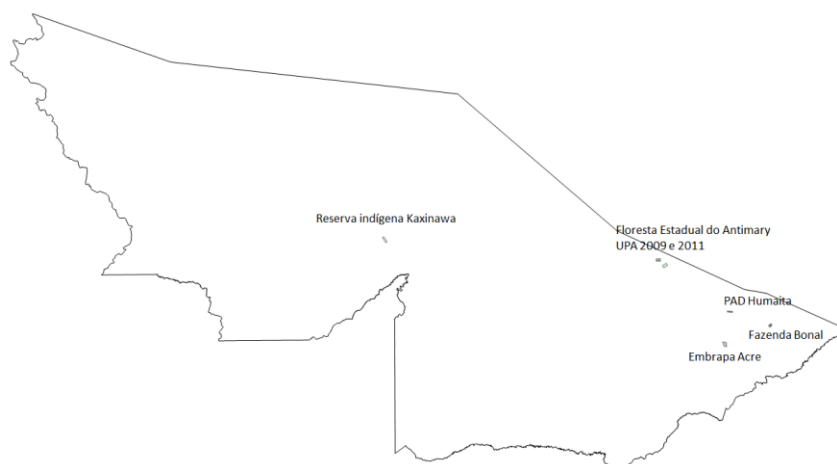 Reserva indígena Kaxinawa
Floresta Estadual do Antimary
UPA 2009 e 2011
PAD Humaita
Fazenda Bonal
Embrapa Acre